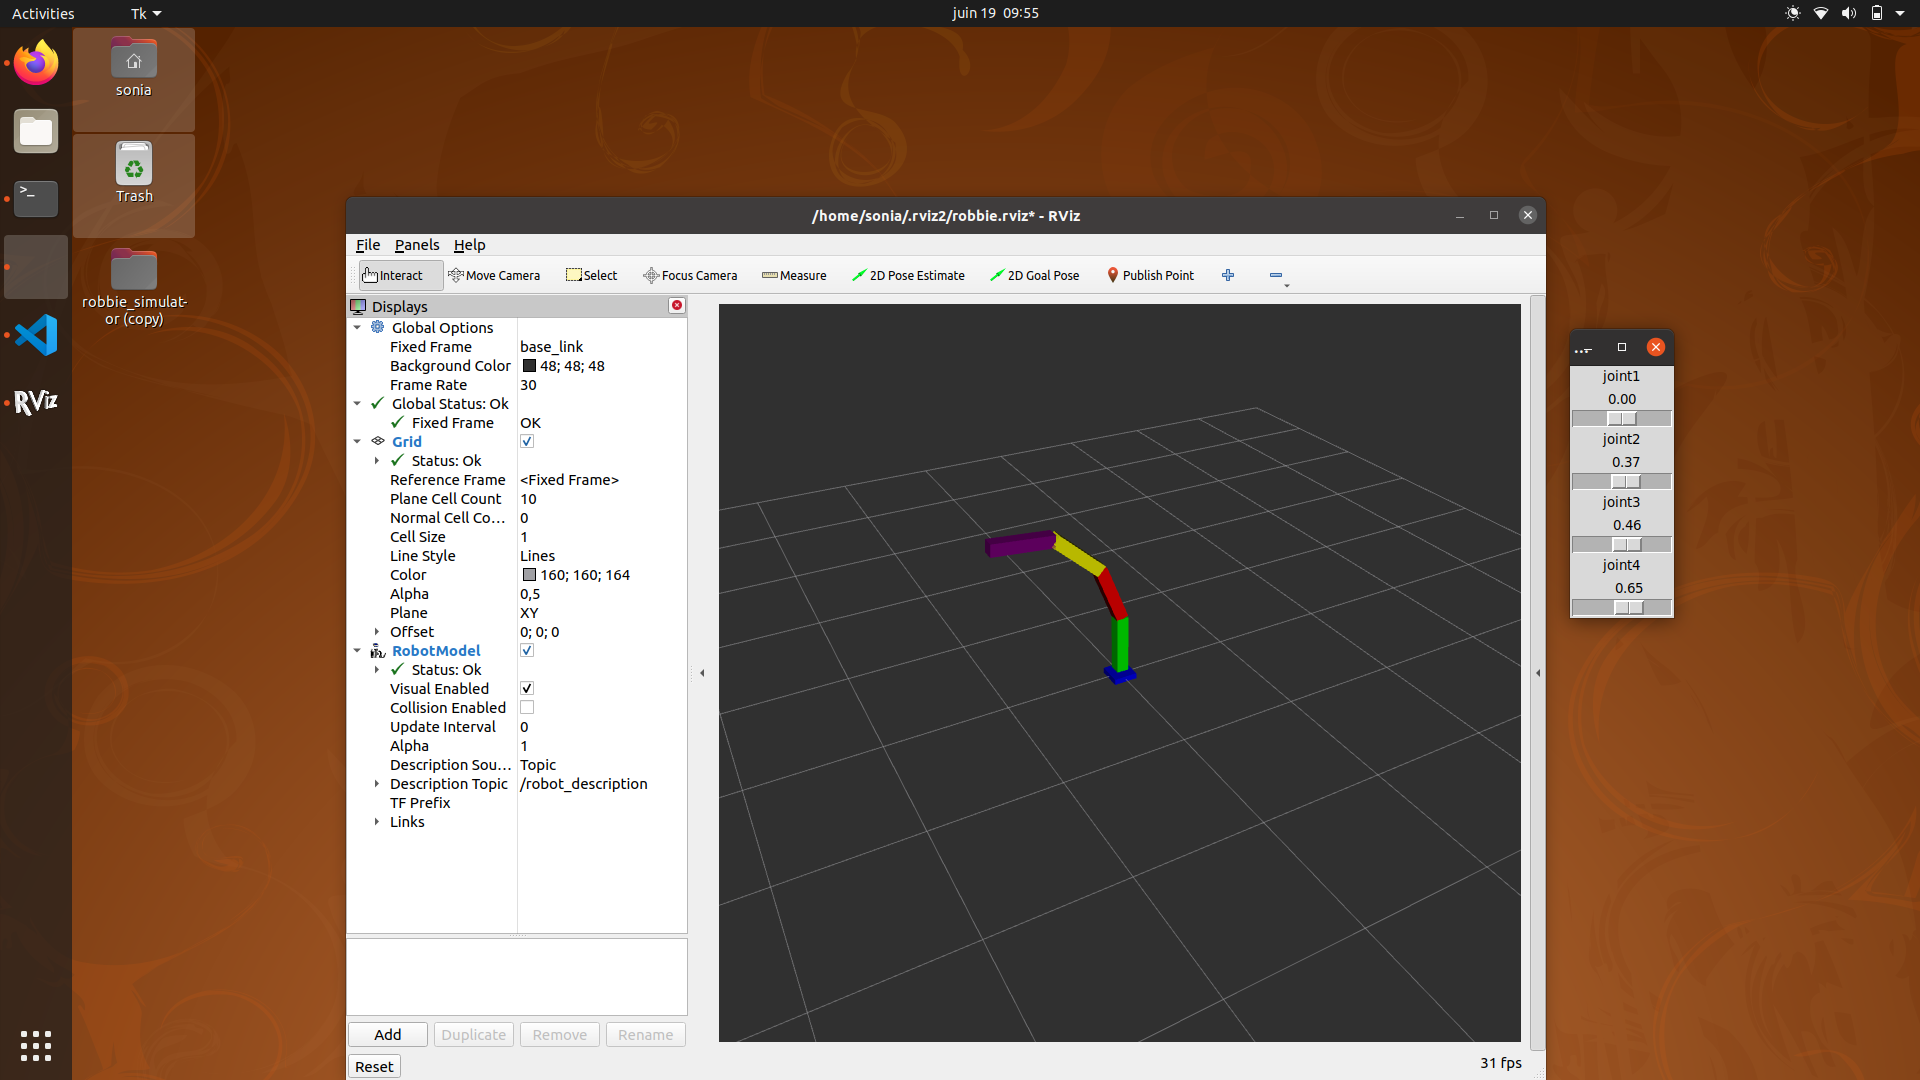 Activities
Tk
juin 19 09:55
sonia
Trash
robbie_simulat-
or (copy)
>_
RViz
/home/sonia/.rviz2/robbie.rviz* - RViz
File Panels Help
Interact Move Camera Select Focus Camera Measure 2D Pose Estimate 2D Goal Pose Publish Point
Displays
Global Options
Fixed Frame base_link
Background Color 48; 48; 48
Frame Rate 30
Global Status: Ok
Fixed Frame OK
Grid
Status: Ok
Reference Frame <Fixed Frame>
Plane Cell Count 10
Normal Cell Co... 0
Cell Size 1
Line Style Lines
Color 160; 160; 164
Alpha 0,5
Plane XY
Offset 0; 0; 0
RobotModel
Status: Ok
Visual Enabled
Collision Enabled
Update Interval 0
Alpha 1
Description Sou... Topic
Description Topic /robot_description
TF Prefix
Links
Add Duplicate Remove Rename
Reset
31 fps
...
joint1
0.00
joint2
0.37
joint3
0.46
joint4
0.65